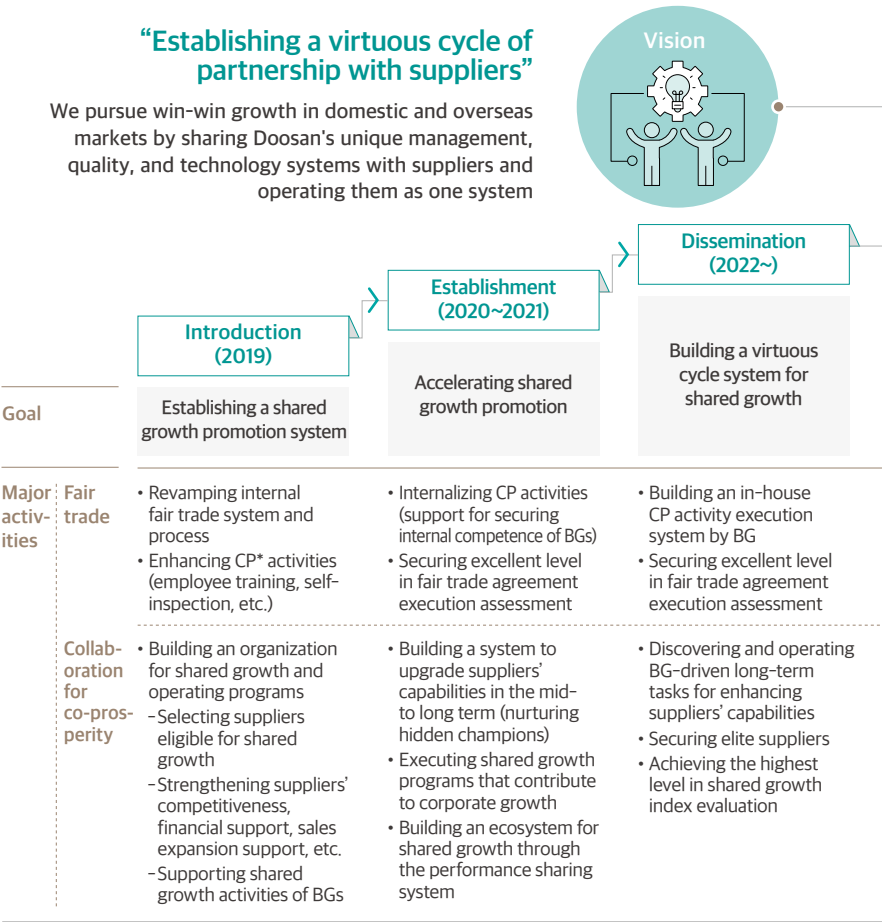 “Establishing a virtuous cycle of
partnership with suppliers”
We pursue win-win growth in domestic and overseas
markets by sharing Doosan's unique management,
quality, and technology systems with suppliers and
operating them as one system
Vision
Introduction
(2019)
Establishment
(2020~2021)
Dissemination
(2022~)
Goal
Establishing a shared
growth promotion system
Accelerating shared
growth promotion
Building a virtuous
cycle system for
shared growth
Major
activ-
ities
Fair
trade
• Revamping internal
fair trade system and
process
• Enhancing CP* activities
(employee training, self-
inspection, etc.)
• Internalizing CP activities
(support for securing
internal competence of BGs)
• Securing excellent level
in fair trade agreement
execution assessment
• Building an in-house
CP activity execution
system by BG
• Securing excellent level
in fair trade agreement
execution assessment
Collab-
oration
for
co-pros-
perity
• Building an organization
for shared growth and
operating programs
-Selecting suppliers
eligible for shared
growth
-Strengthening suppliers’
competitiveness,
financial support, sales
expansion support, etc.
-Supporting shared
growth activities of BGs
• Building a system to
upgrade suppliers’
capabilities in the mid-
to long term (nurturing
hidden champions)
• Executing shared growth
programs that contribute
to corporate growth
• Building an ecosystem for
shared growth through
the performance sharing
system
• Discovering and operating
BG-driven long-term
tasks for enhancing
suppliers’ capabilities
• Securing elite suppliers
• Achieving the highest
level in shared growth
index evaluation